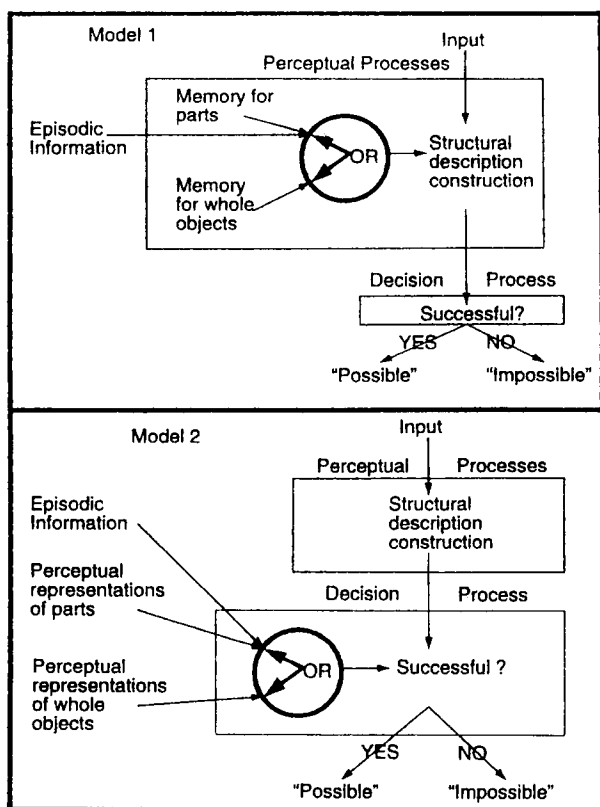 Model 1
Input
Perceptual Processes
Memory for
parts
Episodic
Information
OR
Structural
description
construction
Memory
for whole
objects
Decision Process
Successful?
YES NO
"Possible" "Impossible"
Model 2
Input
Perceptual Processes
Episodic
Information
Structural
description
construction
Perceptual
representations
of parts
Decision Process
OR
Successful ?
Perceptual
representations
of whole
objects
YES NO
"Possible" "Impossible"